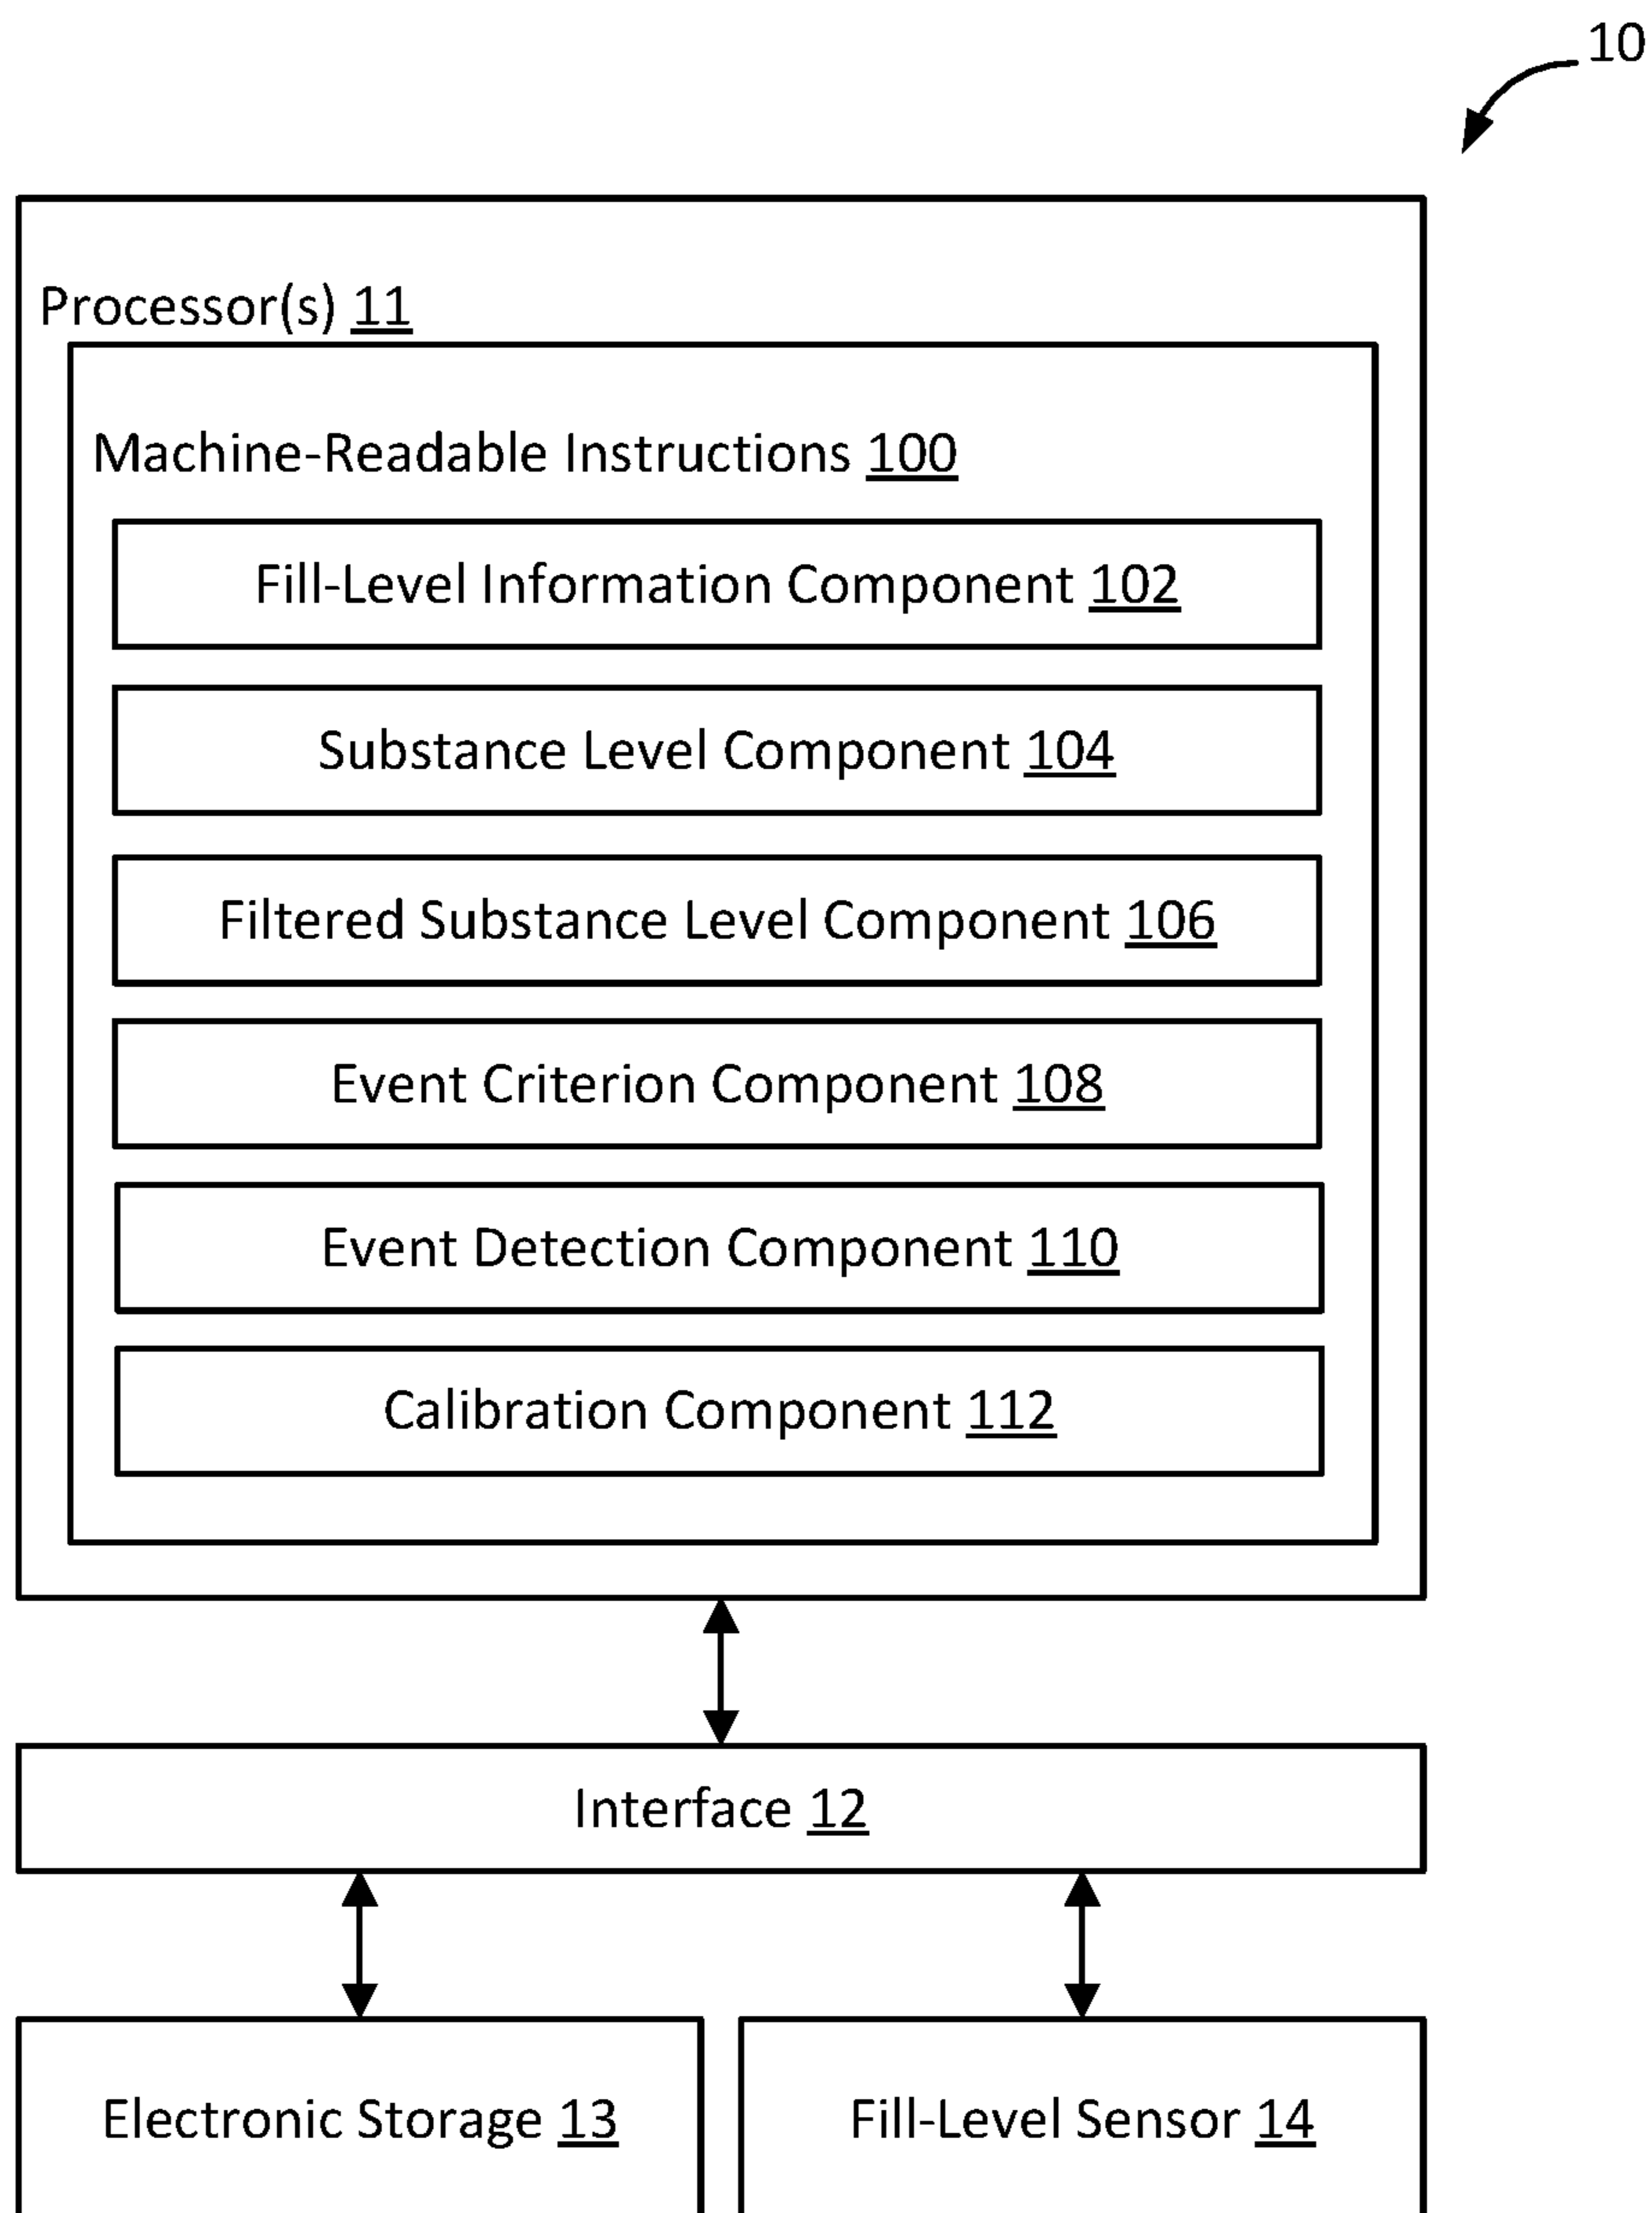 10
Processor(s) 11
Machine-Readable Instructions 100
Fill-Level Information Component 102
Substance Level Component 104
Filtered Substance Level Component 106
Event Criterion Component 108
Event Detection Component 110
Calibration Component 112
Interface 12
Electronic Storage 13
Fill-Level Sensor 14